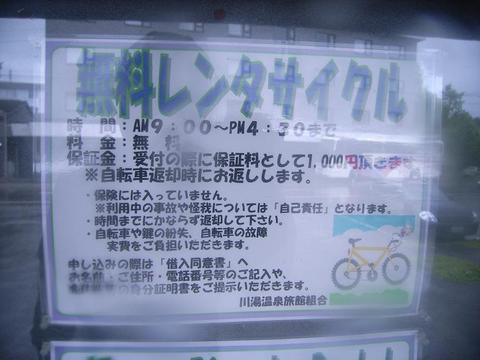 無料レンタサイクル
時　間：AM9：00～PM4：30まで
料　金：無　料
保証金：受付の際に保証料として1,000円頂きます
※自転車返却時にお返しします。
・保険には入っていません。
※利用中の事故や怪我については「自己責任」となります。
・時間までにかならず返却して下さい。
・自転車や鍵の紛失、自転車の故障
実費をご負担いただきます。
申し込みの際は「借入同意書」へ
お名前・ご住所・電話番号等のご記入や、
の身分証明書をご提示いただきます。
川湯温泉旅館組合